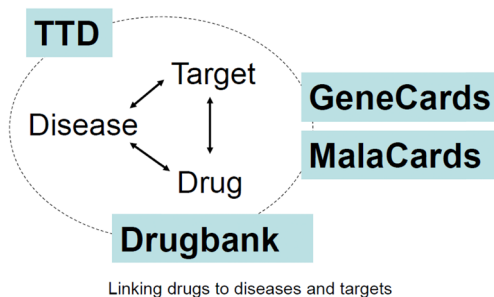 TTD
Target
GeneCards
Disease
MalaCards
Drug
Drugbank
Linking drugs to diseases and targets